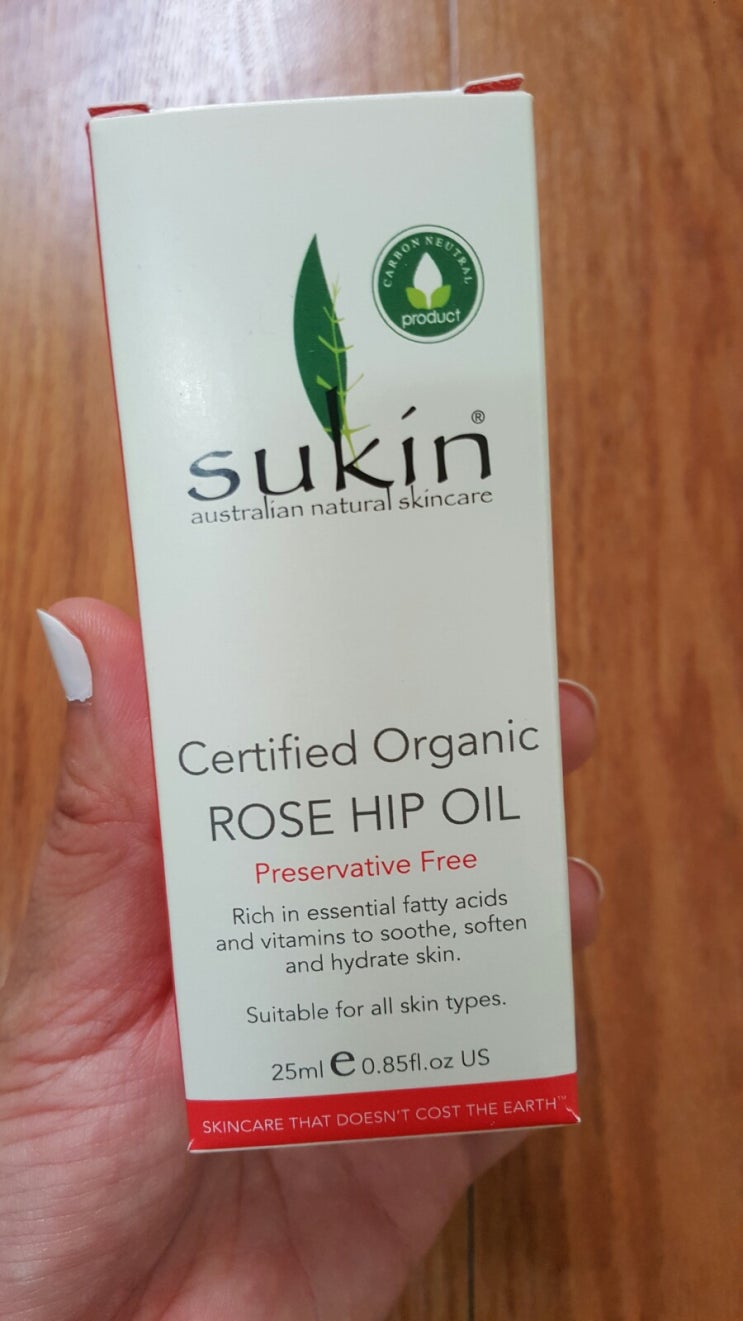 CARBON NEUTRAL
product
sukin®
australian natural skincare
Certified Organic
ROSE HIP OIL
Preservative Free
Rich in essential fatty acids
and vitamins to soothe, soften
and hydrate skin.
Suitable for all skin types.
25ml e 0.85fl.oz US
SKINCARE THAT DOESN'T COST THE EARTH™